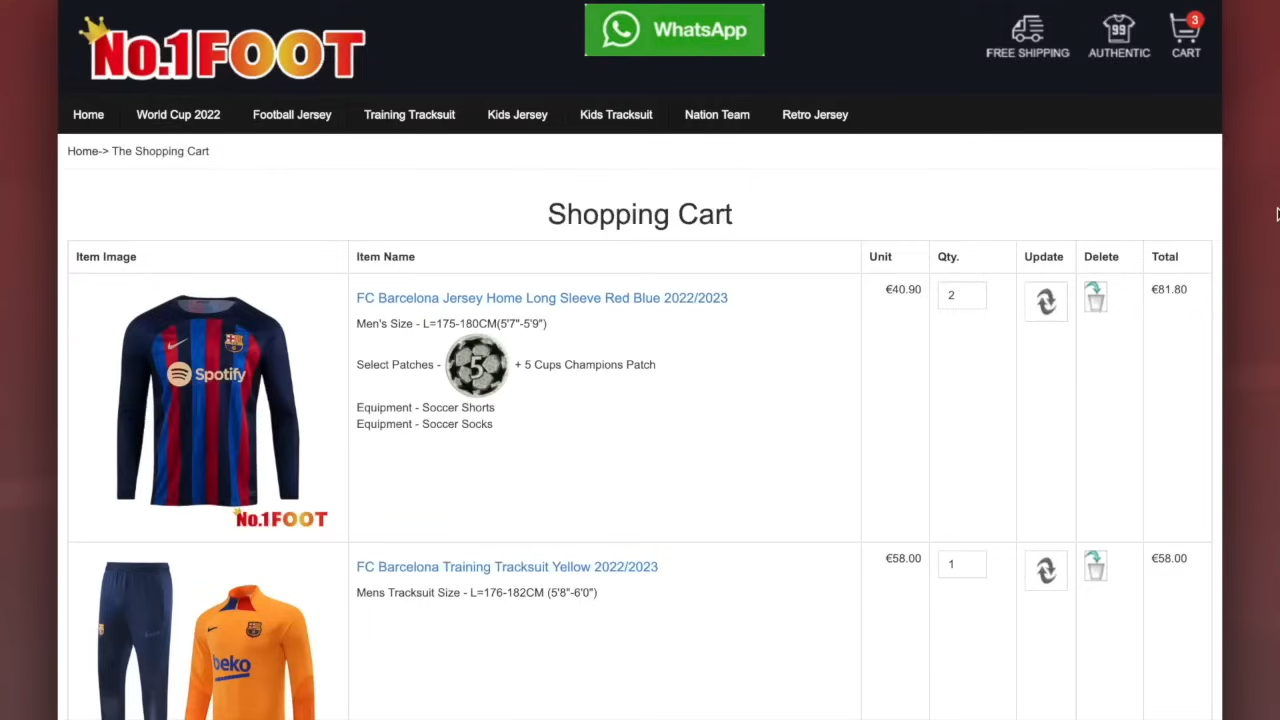 No.1FOOT
WhatsApp
99
3
FREE SHIPPING
AUTHENTIC
CART
Home
World Cup 2022
Football Jersey
Training Tracksuit
Kids Jersey
Kids Tracksuit
Nation Team
Retro Jersey
Home-> The Shopping Cart
Shopping Cart
Item Image
Item Name
Unit
Qty.
Update
Delete
Total
Spotify
No.1FOOT
FC Barcelona Jersey Home Long Sleeve Red Blue 2022/2023
Men's Size - L=175-180CM(5'7"-5'9")
Select Patches - 5 + 5 Cups Champions Patch
Equipment - Soccer Shorts
Equipment - Soccer Socks
€40.90
2
€81.80
beko
FC Barcelona Training Tracksuit Yellow 2022/2023
Mens Tracksuit Size - L=176-182CM (5'8"-6'0")
€58.00
1
€58.00